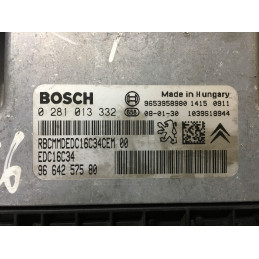 BOSCH
Made in Hungary
9653958980 1415 0911
0 281 013 332
08-01-30 1039S18944
RBCMMDEDC16C34CEM 00
EDC16C34
96 642 575 80